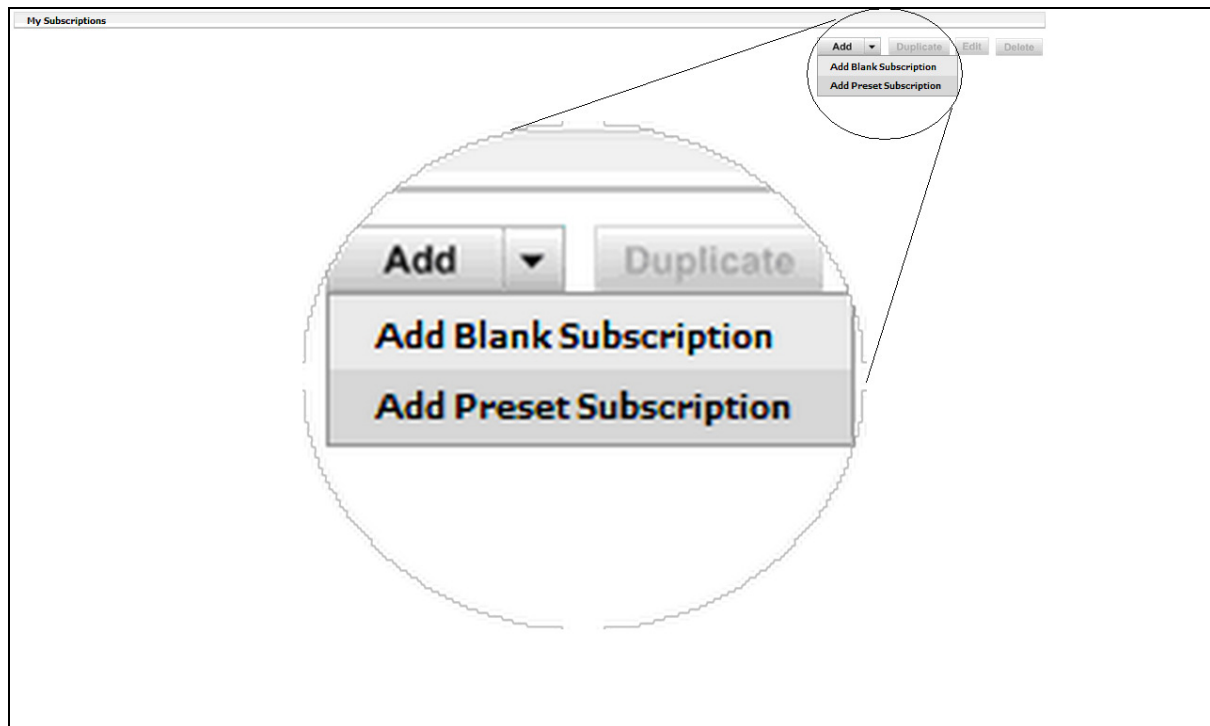 My Subscriptions
Add Duplicate Edit Delete
Add Blank Subscription
Add Preset Subscription
Add Duplicate
Add Blank Subscription
Add Preset Subscription